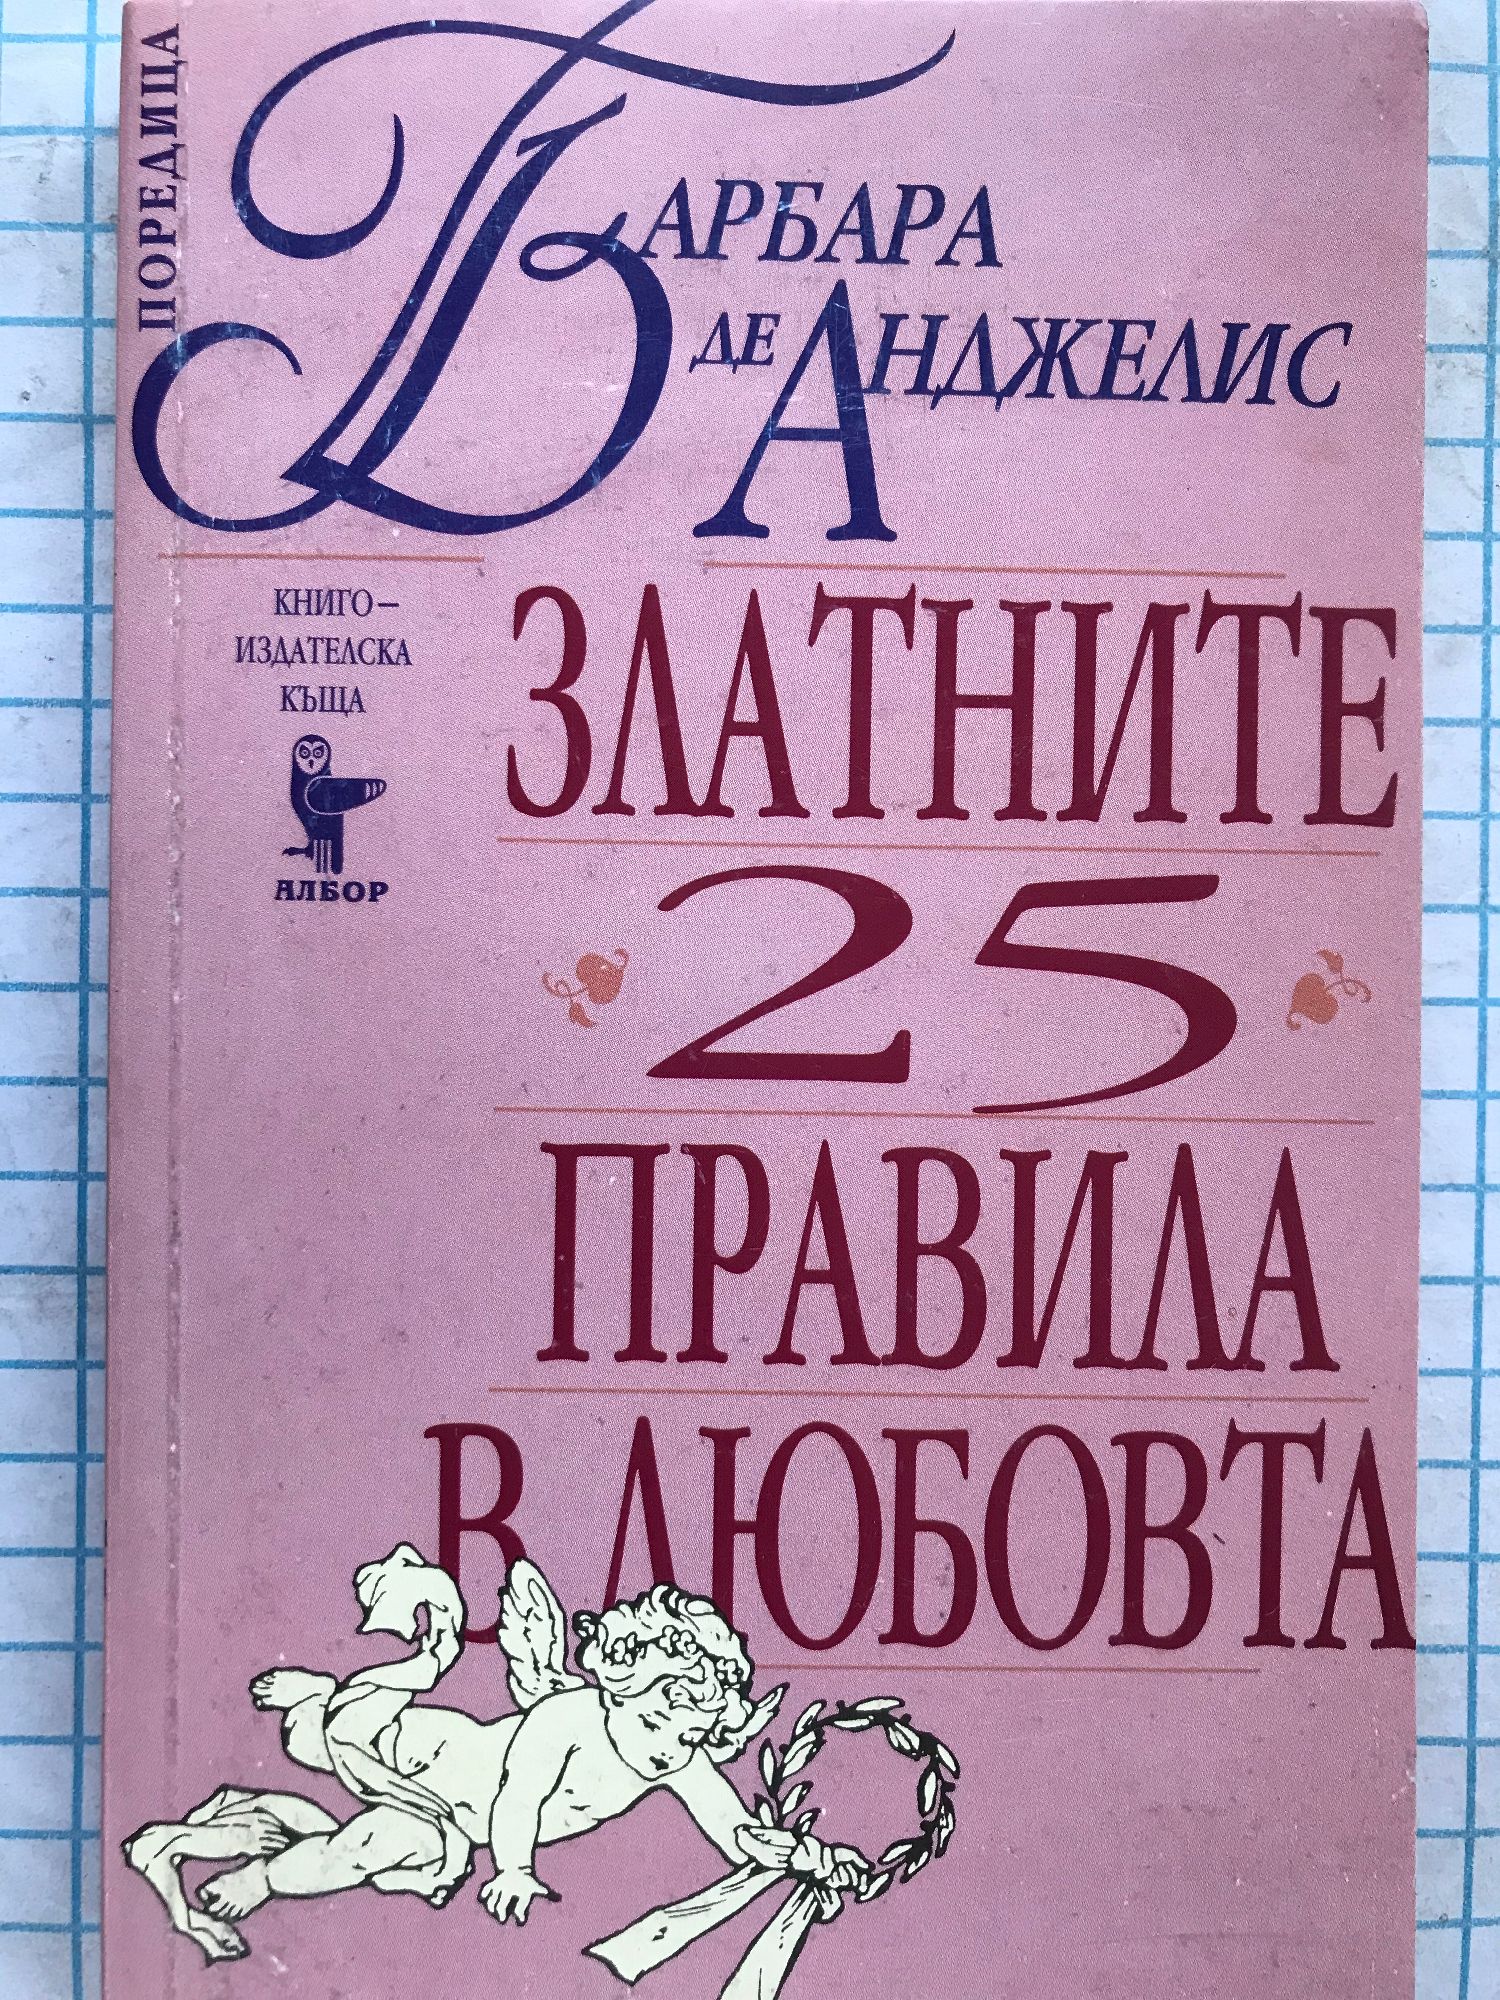 ПОРЕДИЦА
БАРБАРА
ДЕ АНДЖЕЛИС
КНИГО–
ИЗДАТЕЛСКА
КЪЩА
АЛБОР
ЗЛАТНИТЕ
25
ПРАВИЛА
В ЛЮБОВТА